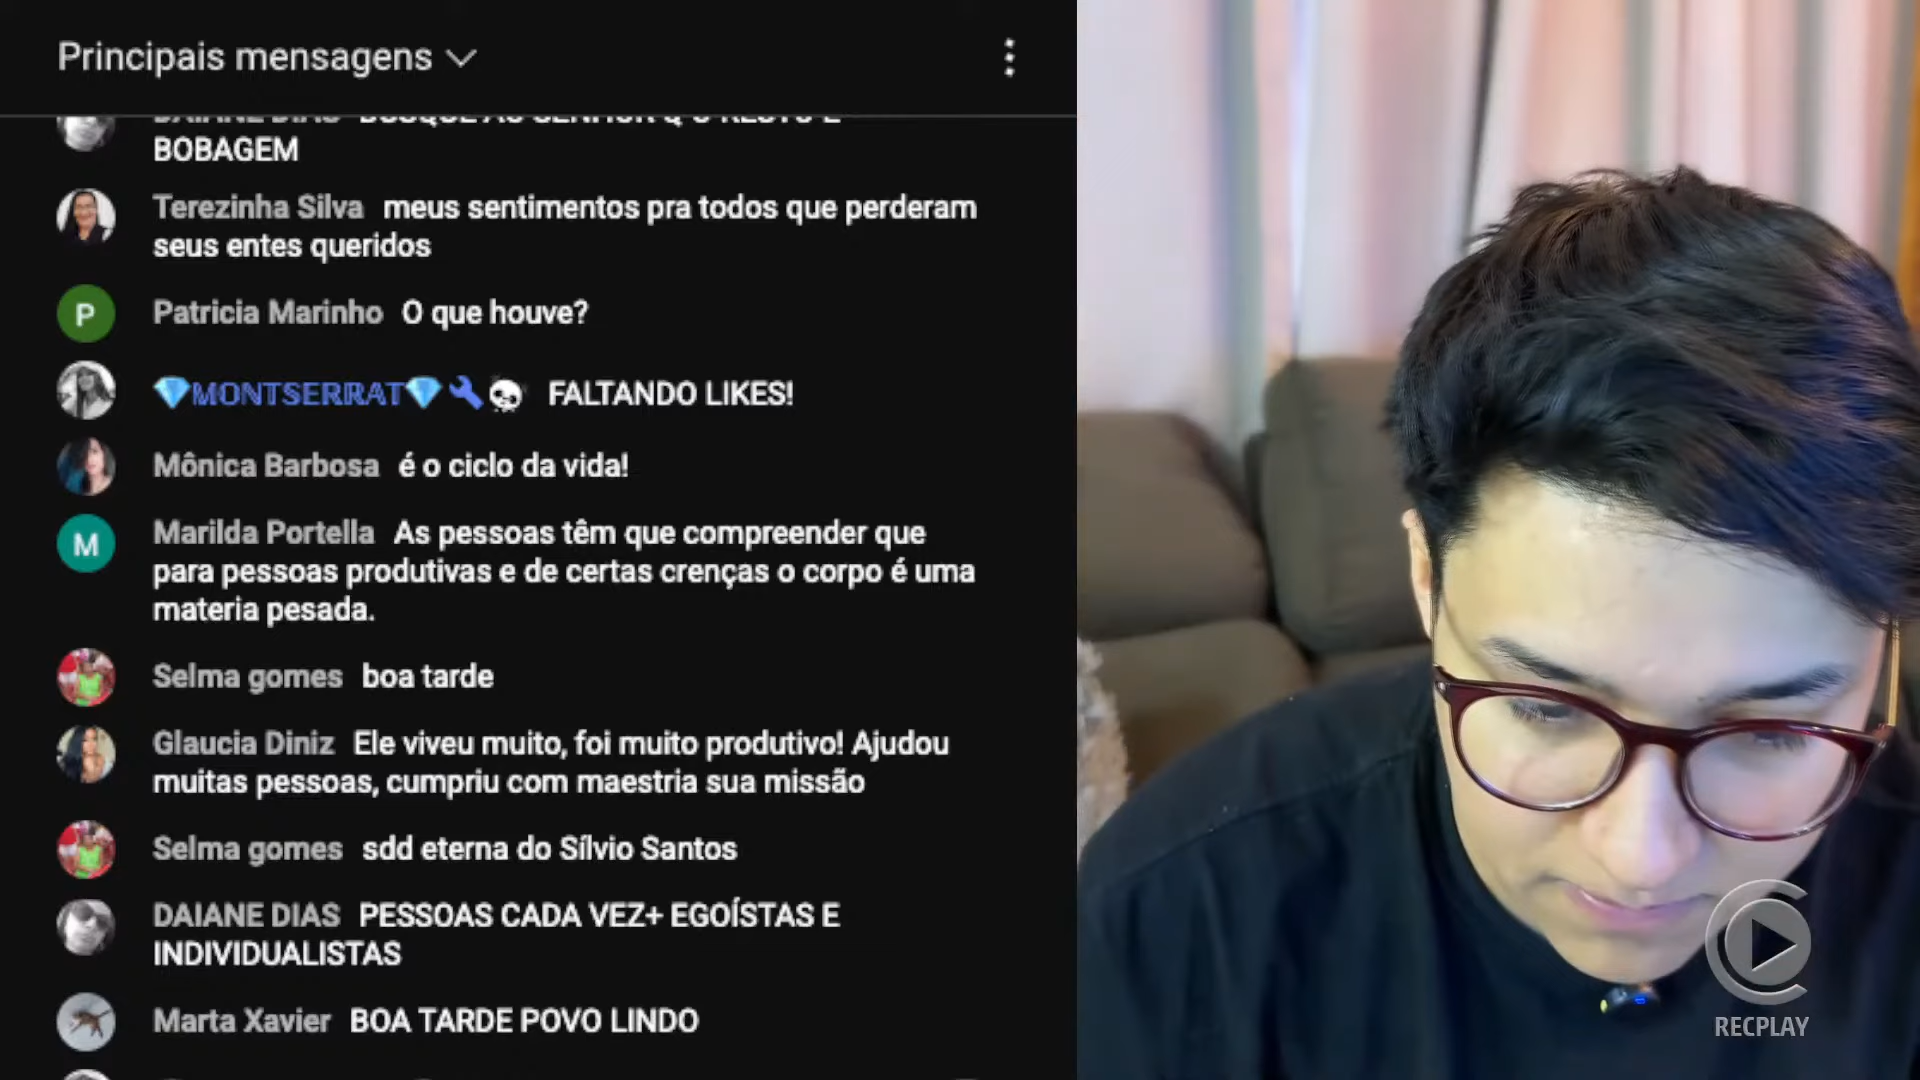 Principais mensagens
BOBAGEM
Terezinha Silva meus sentimentos pra todos que perderam
seus entes queridos
P Patricia Marinho O que houve?
💎MONTSERRAT💎🔧💀 FALTANDO LIKES!
Mônica Barbosa é o ciclo da vida!
M Marilda Portella As pessoas têm que compreender que
para pessoas produtivas e de certas crenças o corpo é uma
materia pesada.
Selma gomes boa tarde
Glaucia Diniz Ele viveu muito, foi muito produtivo! Ajudou
muitas pessoas, cumpriu com maestria sua missão
Selma gomes sdd eterna do Sílvio Santos
DAIANE DIAS PESSOAS CADA VEZ+ EGOÍSTAS E
INDIVIDUALISTAS
Marta Xavier BOA TARDE POVO LINDO
RECPLAY